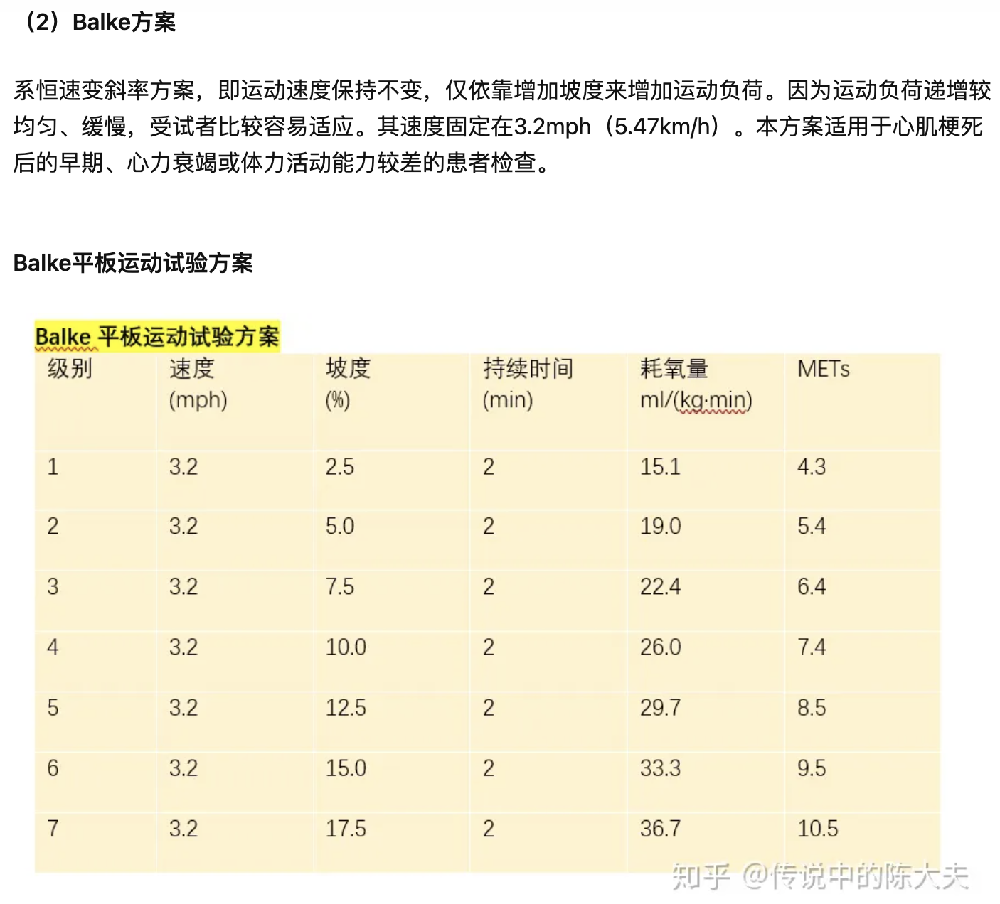 （2）Balke方案
系恒速变斜率方案，即运动速度保持不变，仅依靠增加坡度来增加运动负荷。因为运动负荷递增较
均匀、缓慢，受试者比较容易适应。其速度固定在3.2mph（5.47km/h）。本方案适用于心肌梗死
后的早期、心力衰竭或体力活动能力较差的患者检查。
Balke平板运动试验方案
Balke 平板运动试验方案
级别 速度 坡度 持续时间 耗氧量 METs
(mph) (%) (min) ml/(kg·min)
1 3.2 2.5 2 15.1 4.3
2 3.2 5.0 2 19.0 5.4
3 3.2 7.5 2 22.4 6.4
4 3.2 10.0 2 26.0 7.4
5 3.2 12.5 2 29.7 8.5
6 3.2 15.0 2 33.3 9.5
7 3.2 17.5 2 36.7 10.5
知乎 @传说中的陈大夫